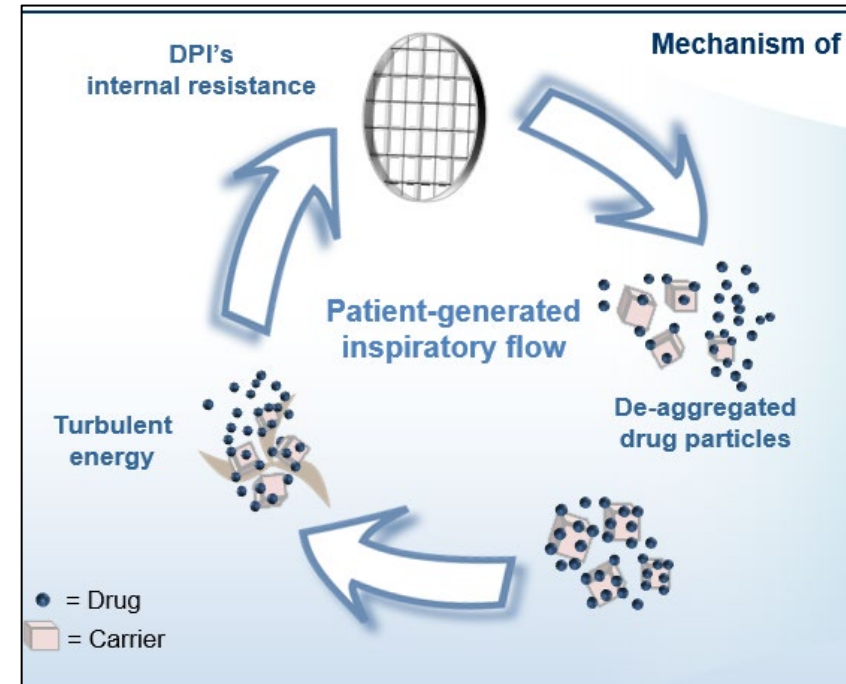 Mechanism of
DPI's
internal resistance
Patient-generated
inspiratory flow
De-aggregated
drug particles
Turbulent
energy
= Drug
= Carrier